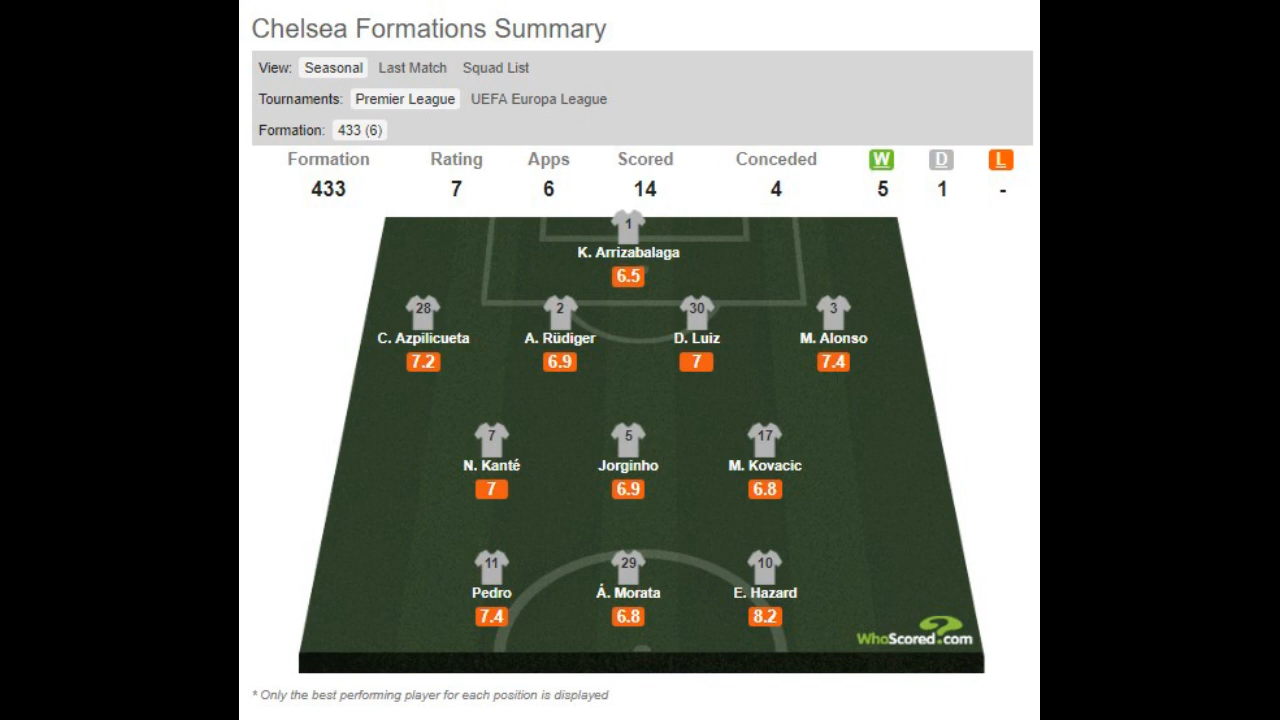 Chelsea Formations Summary
View: Seasonal Last Match Squad List
Tournaments: Premier League UEFA Europa League
Formation: 433 (6)
Formation Rating Apps Scored Conceded W D L
433 7 6 14 4 5 1 -
1
K. Arrizabalaga
6.5
28 2 30 3
C. Azpilicueta A. Rüdiger D. Luiz M. Alonso
7.2 6.9 7 7.4
7 5 17
N. Kanté Jorginho M. Kovacic
7 6.9 6.8
11 29 10
Pedro Á. Morata E. Hazard
7.4 6.8 8.2
WhoScored.com
* Only the best performing player for each position is displayed